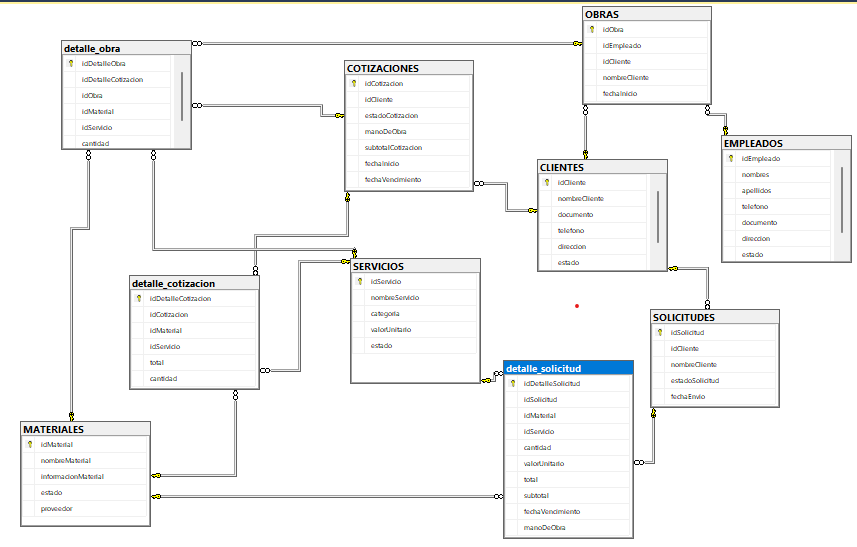 OBRAS
idObra
idEmpleado
idCliente
nombreCliente
fechaInicio
detalle_obra
idDetalleObra
idDetalleCotizacion
idObra
idMaterial
idServicio
cantidad
COTIZACIONES
idCotizacion
idCliente
estadoCotizacion
manoDeObra
subtotalCotizacion
fechaInicio
fechaVencimiento
EMPLEADOS
idEmpleado
nombres
apellidos
telefono
documento
direccion
estado
CLIENTES
idCliente
nombreCliente
documento
telefono
direccion
estado
SERVICIOS
idServicio
nombreServicio
categoria
valorUnitario
estado
detalle_cotizacion
idDetalleCotizacion
idCotizacion
idMaterial
idServicio
total
cantidad
SOLICITUDES
idSolicitud
idCliente
nombreCliente
estadoSolicitud
fechaEnvio
detalle_solicitud
idDetalleSolicitud
idSolicitud
idMaterial
idServicio
cantidad
valorUnitario
total
subtotal
fechaVencimiento
manoDeObra
MATERIALES
idMaterial
nombreMaterial
informacionMaterial
estado
proveedor